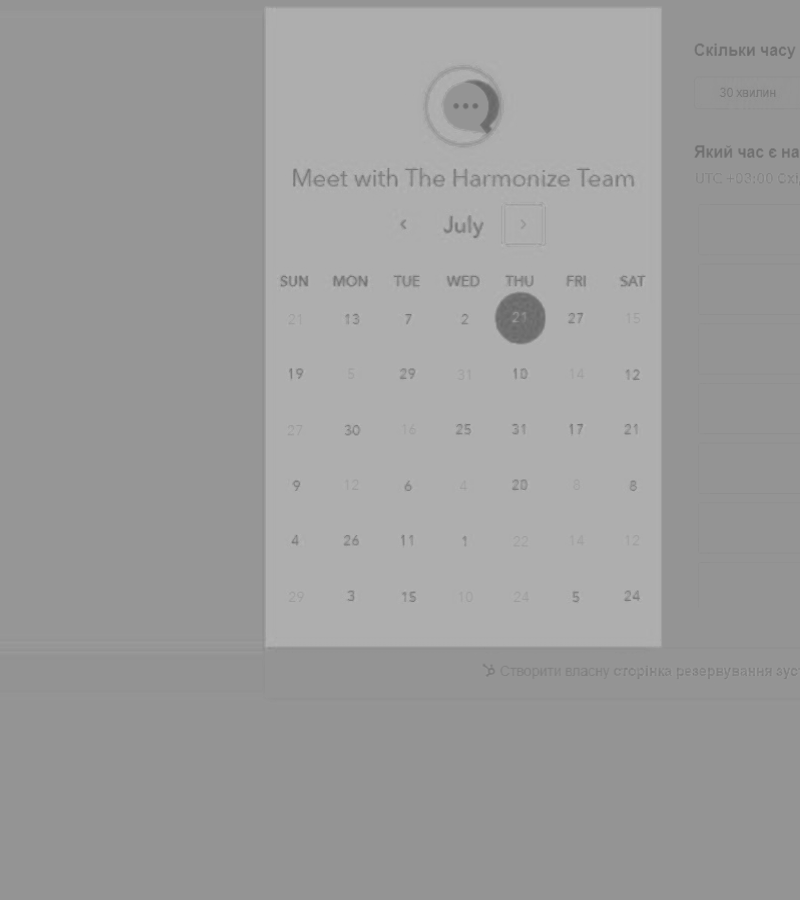 Meet with The Harmonize Team
July
SUN MON TUE WED THU FRI SAT
21 13 7 2 21 27 15
19 5 29 31 10 14 12
27 30 16 25 31 17 21
9 12 6 4 20 8 8
4 26 11 1 22 14 12
29 3 15 10 24 5 24
Скільки часу
30 хвилин
Який час є на
UTC +03:00 Схі
Створити власну сторінка резервування зус